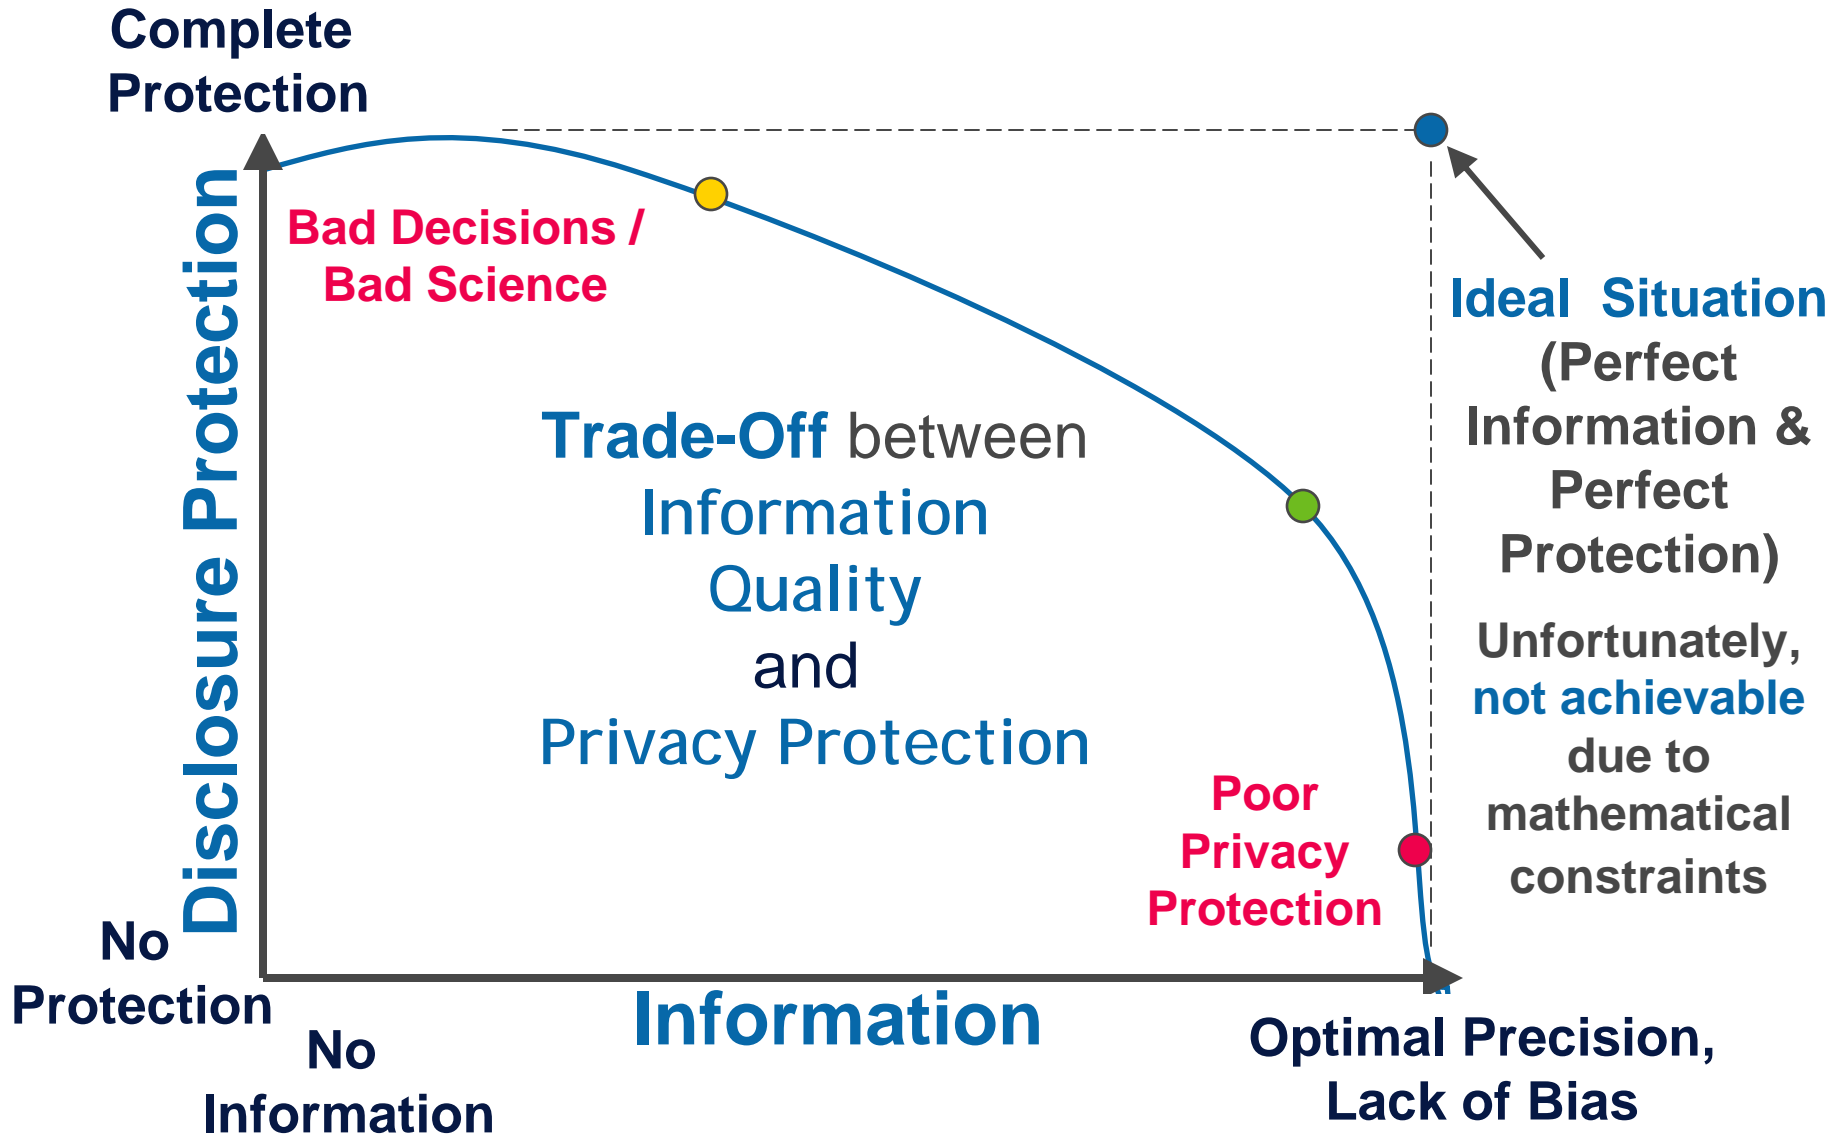 Complete
Protection
Disclosure Protection
Bad Decisions /
Bad Science
Trade-Off between
Information
Quality
and
Privacy Protection
Ideal Situation
(Perfect
Information &
Perfect
Protection)
Unfortunately,
not achievable
due to
mathematical
constraints
Poor
Privacy
Protection
No
Protection
No
Information
Information
Optimal Precision,
Lack of Bias